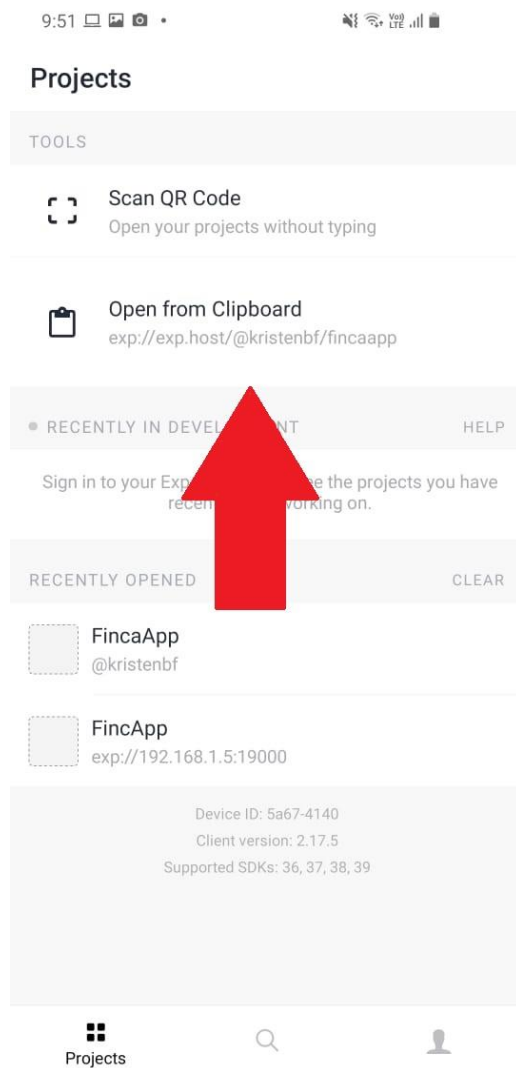 9:51
Vo)) LTE
Projects
TOOLS
Scan QR Code
Open your projects without typing
Open from Clipboard
exp://exp.host/@kristenbf/fincaapp
RECENTLY IN DEVEL NT HELP
Sign in to your Exp e the projects you have
recen working on.
RECENTLY OPENED CLEAR
FincaApp
@kristenbf
FincApp
exp://192.168.1.5:19000
Device ID: 5a67-4140
Client version: 2.17.5
Supported SDKs: 36, 37, 38, 39
Projects